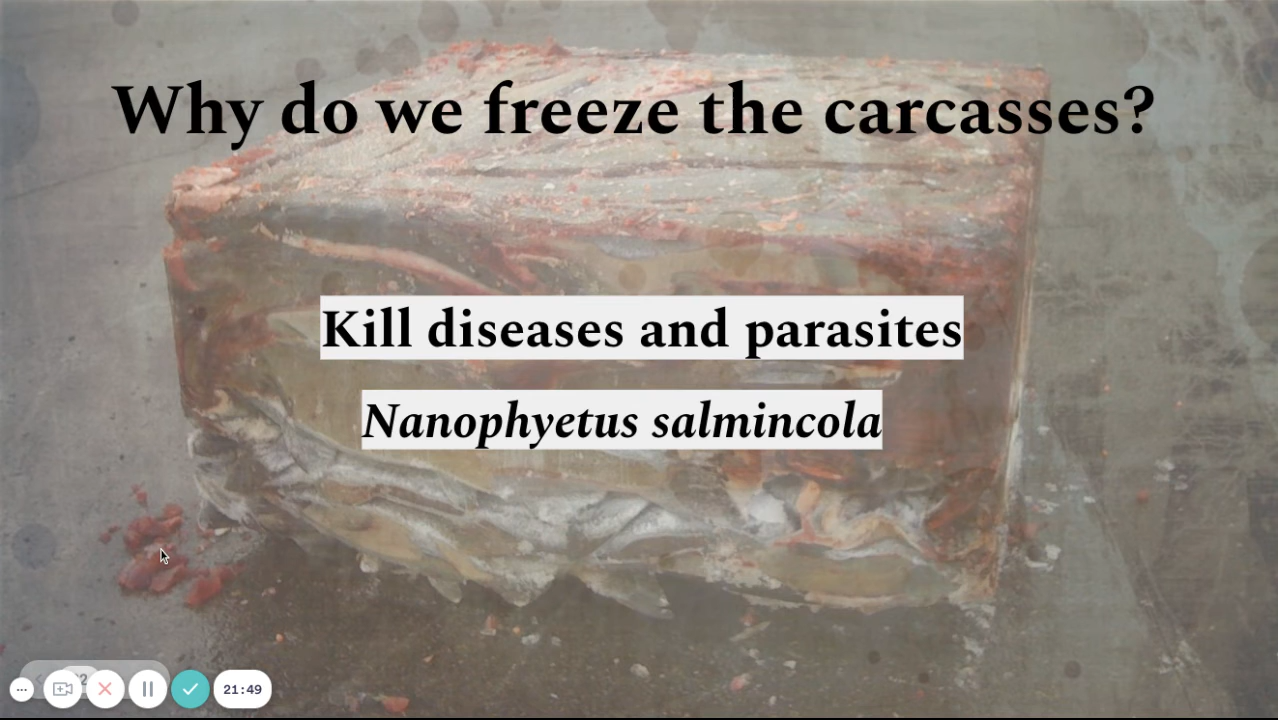 Why do we freeze the carcasses?
Kill diseases and parasites
Nanophyetus salmincola
21:49